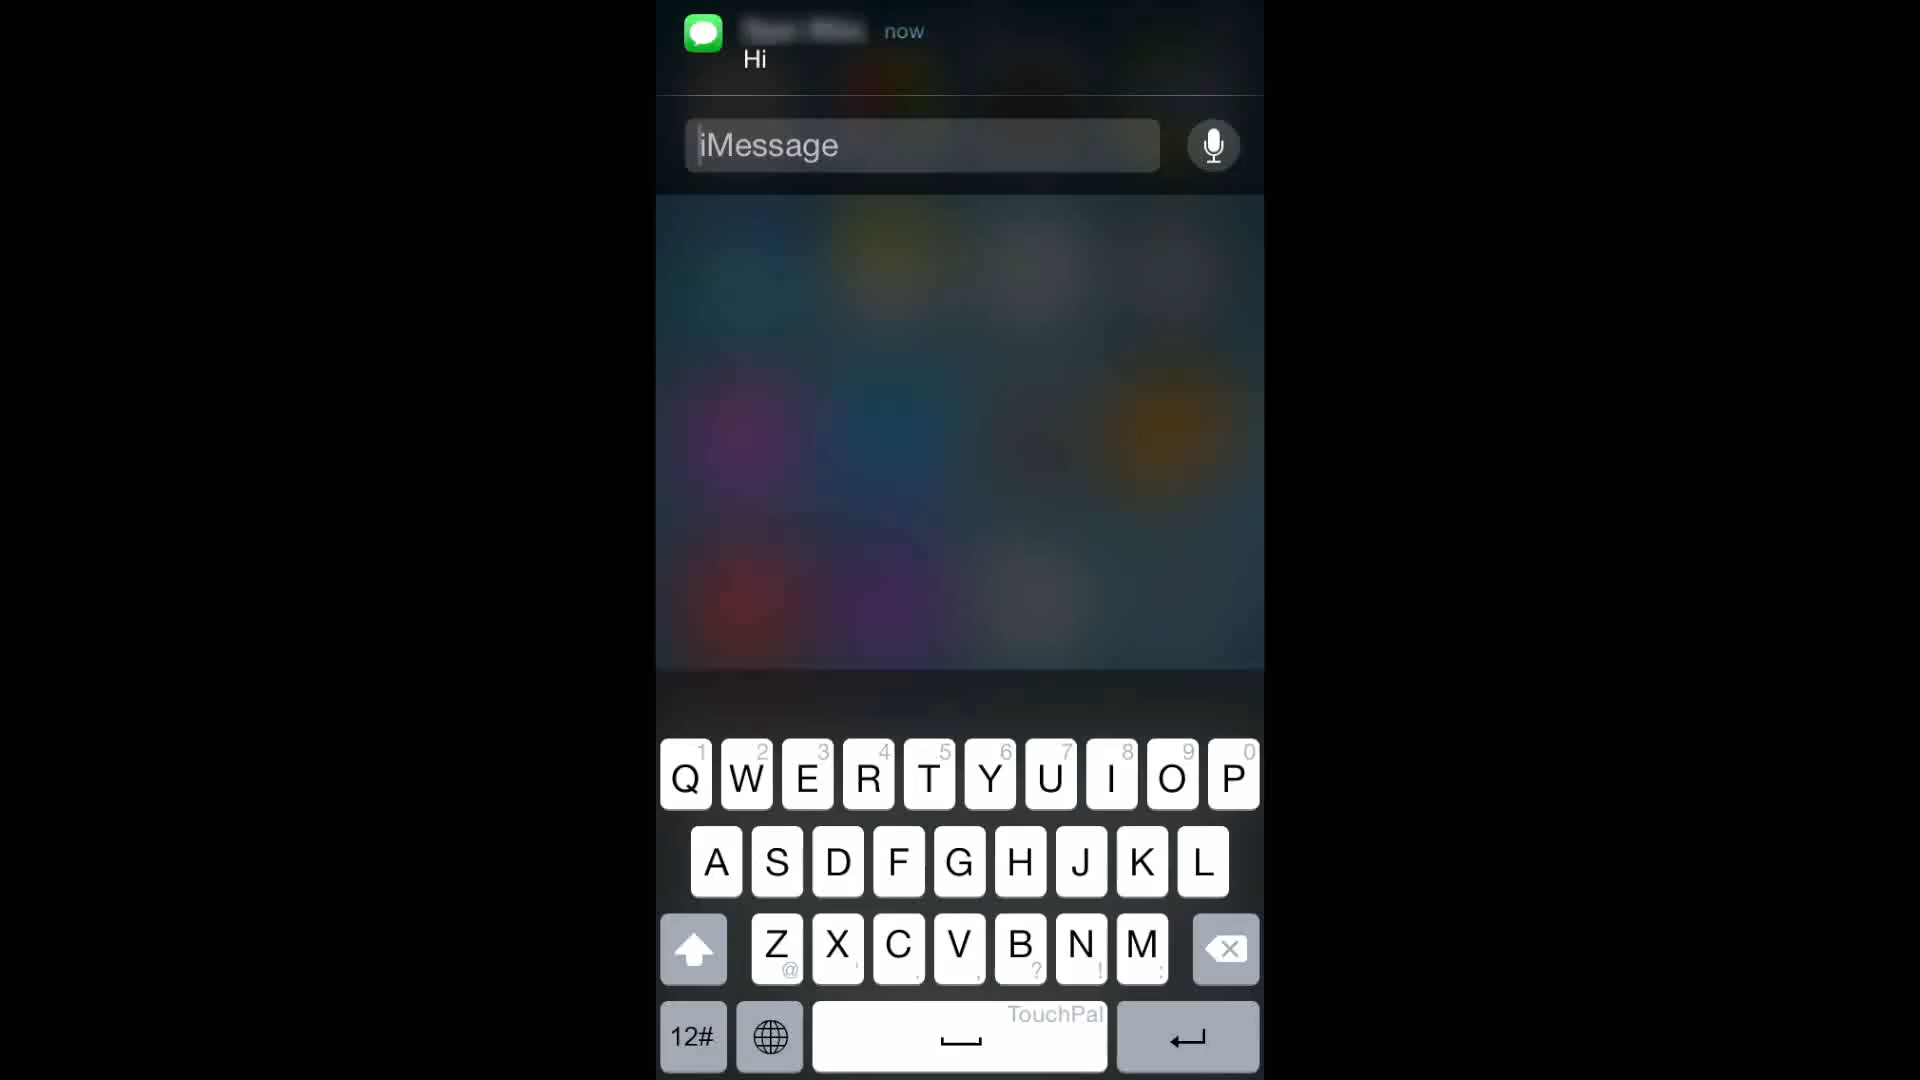 now
Hi
iMessage
1 2 3 4 5 6 7 8 9 0
Q W E R T Y U I O P
A S D F G H J K L
Z X C V B N M
@ ' . , ? ! :
TouchPal
12#